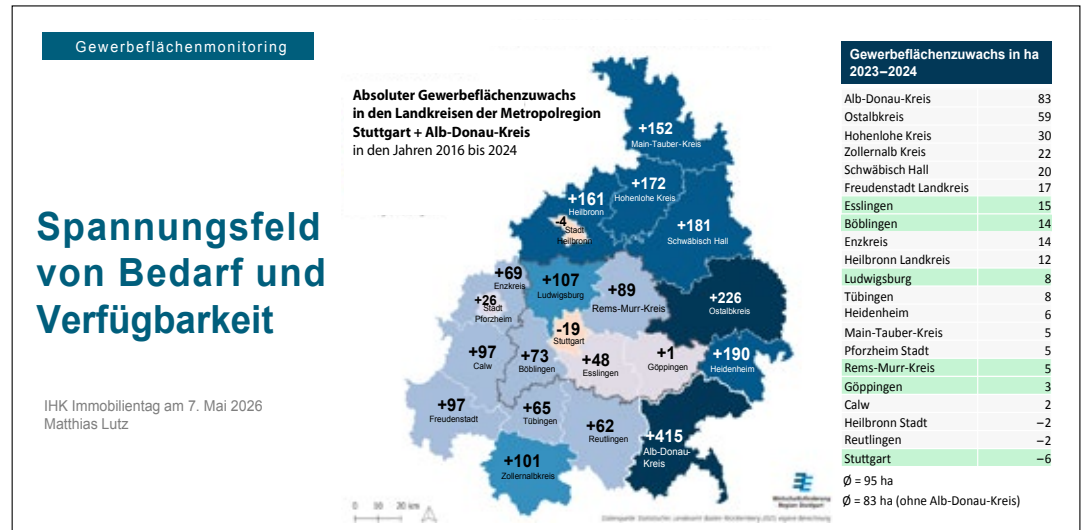 Gewerbeflächenmonitoring
Spannungsfeld
von Bedarf und
Verfügbarkeit
IHK Immobilientag am 7. Mai 2026
Matthias Lutz
Absoluter Gewerbeflächenzuwachs
in den Landkreisen der Metropolregion
Stuttgart + Alb-Donau-Kreis
in den Jahren 2016 bis 2024
+152
Main-Tauber-Kreis
+172
Hohenlohe Kreis
+161
Heilbronn
-4
Stadt
Heilbronn
+181
Schwäbisch Hall
+69
Enzkreis
+107
Ludwigsburg
+89
Rems-Murr-Kreis
+226
Ostalbkreis
+26
Stadt
Pforzheim
-19
Stuttgart
+97
Calw
+73
Böblingen
+48
Esslingen
+1
Göppingen
+190
Heidenheim
+97
Freudenstadt
+65
Tübingen
+62
Reutlingen
+415
Alb-Donau-
Kreis
+101
Zollernalbkreis
0 10 20 km
Wirtschaftsförderung
Region Stuttgart
Gewerbeflächenzuwachs in ha
2023–2024
Alb-Donau-Kreis 83
Ostalbkreis 59
Hohenlohe Kreis 30
Zollernalb Kreis 22
Schwäbisch Hall 20
Freudenstadt Landkreis 17
Esslingen 15
Böblingen 14
Enzkreis 14
Heilbronn Landkreis 12
Ludwigsburg 8
Tübingen 8
Heidenheim 6
Main-Tauber-Kreis 5
Pforzheim Stadt 5
Rems-Murr-Kreis 5
Göppingen 3
Calw 2
Heilbronn Stadt –2
Reutlingen –2
Stuttgart –6
Ø = 95 ha
Ø = 83 ha (ohne Alb-Donau-Kreis)